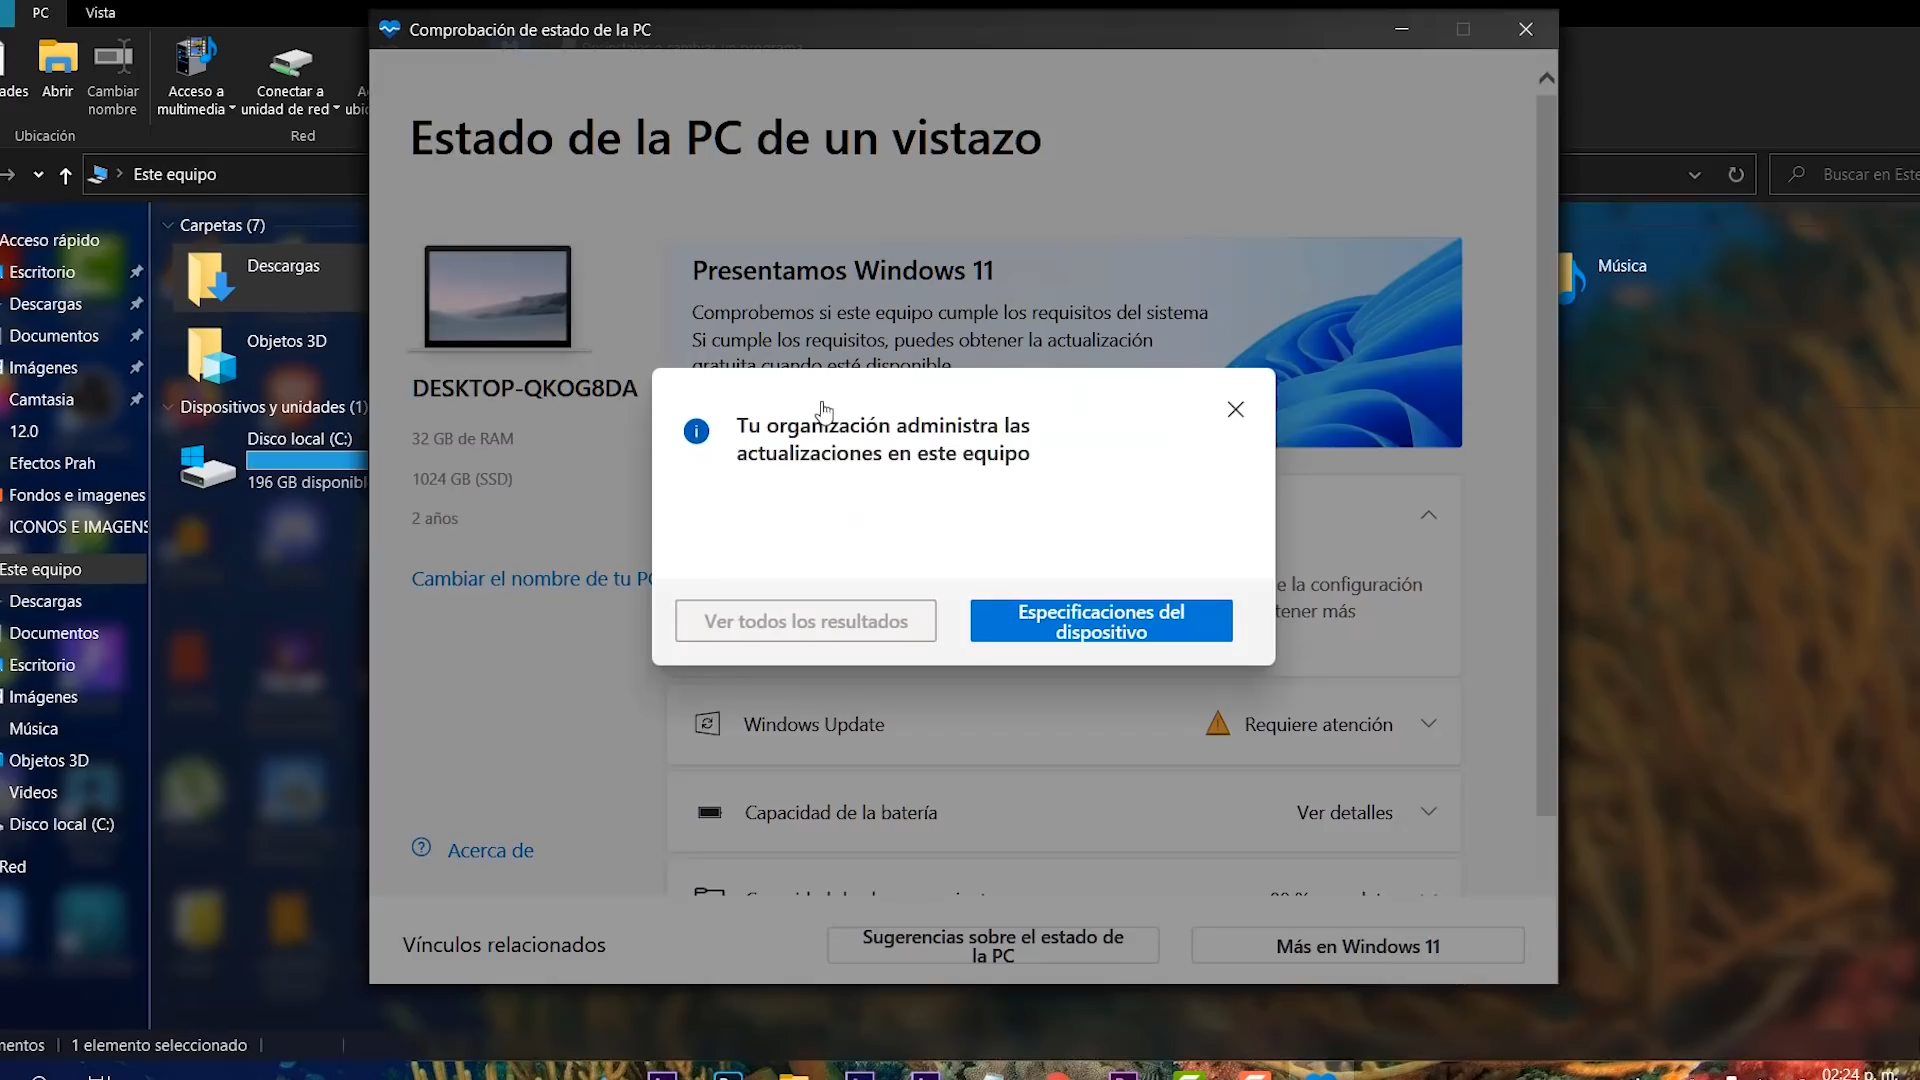 PC
Vista
Comprobación de estado de la PC
ades
Abrir
Cambiar
nombre
Acceso a
multimedia
Conectar a
unidad de red
ubic
Ubicación
Red
Este equipo
Buscar en Este
Acceso rápido
Escritorio
Descargas
Documentos
Imágenes
Camtasia
12.0
Efectos Prah
Fondos e imagenes
ICONOS E IMAGENS
Este equipo
Descargas
Documentos
Escritorio
Imágenes
Música
Objetos 3D
Videos
Disco local (C:)
Red
Carpetas (7)
Descargas
Objetos 3D
Dispositivos y unidades (1)
Disco local (C:)
196 GB disponibl
Música
Estado de la PC de un vistazo
DESKTOP-QKOG8DA
32 GB de RAM
1024 GB (SSD)
2 años
Cambiar el nombre de tu PC
Acerca de
Presentamos Windows 11
Comprobemos si este equipo cumple los requisitos del sistema
Si cumple los requisitos, puedes obtener la actualización
gratuita cuando esté disponible
Tu organización administra las
actualizaciones en este equipo
Ver todos los resultados
Especificaciones del
dispositivo
e la configuración
tener más
Windows Update
Requiere atención
Capacidad de la batería
Ver detalles
Vínculos relacionados
Sugerencias sobre el estado de
la PC
Más en Windows 11
mentos
1 elemento seleccionado
02:24 p. m.